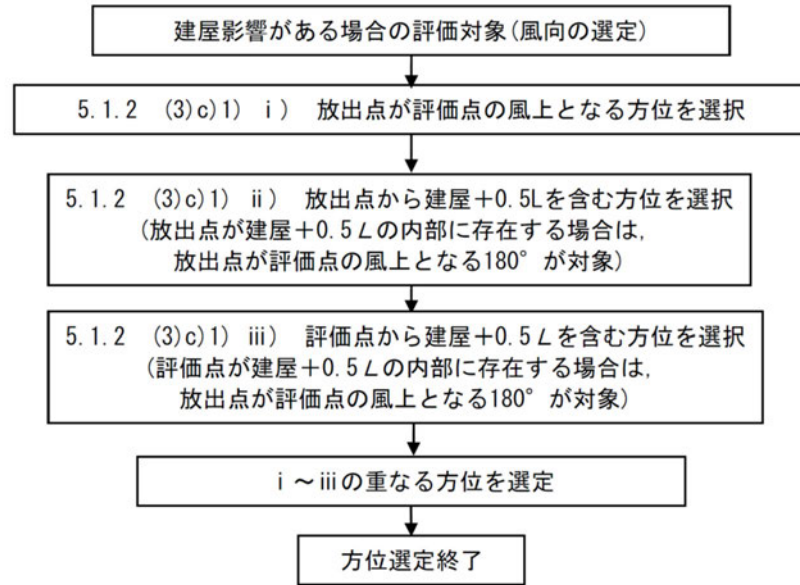 建屋影響がある場合の評価対象(風向の選定)
5.1.2 (3)c)1) ⅰ) 放出点が評価点の風上となる方位を選択
5.1.2 (3)c)1) ⅱ) 放出点から建屋+0.5Lを含む方位を選択
(放出点が建屋+0.5Lの内部に存在する場合は,
放出点が評価点の風上となる180°が対象)
5.1.2 (3)c)1) ⅲ) 評価点から建屋+0.5Lを含む方位を選択
(評価点が建屋+0.5Lの内部に存在する場合は,
放出点が評価点の風上となる180°が対象)
ⅰ~ⅲの重なる方位を選定
方位選定終了